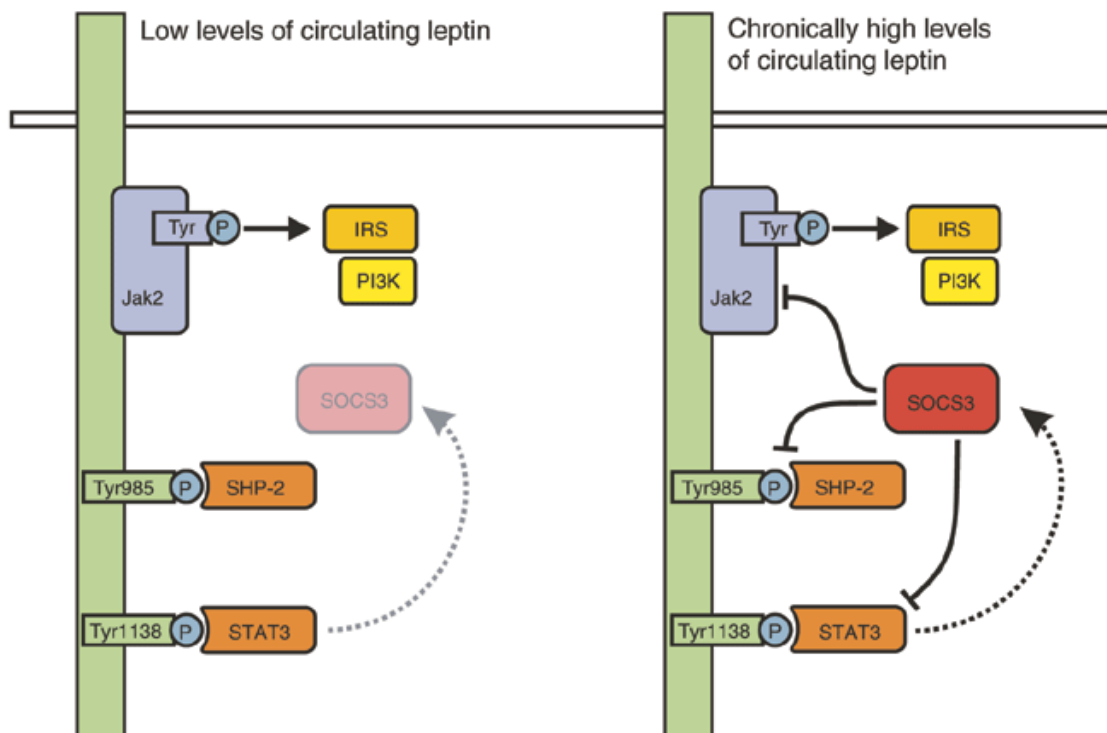 Low levels of circulating leptin
Tyr
P
IRS
PI3K
Jak2
SOCS3
Tyr985
P
SHP-2
Tyr1138
P
STAT3
Chronically high levels
of circulating leptin
Tyr
P
IRS
PI3K
Jak2
SOCS3
Tyr985
P
SHP-2
Tyr1138
P
STAT3